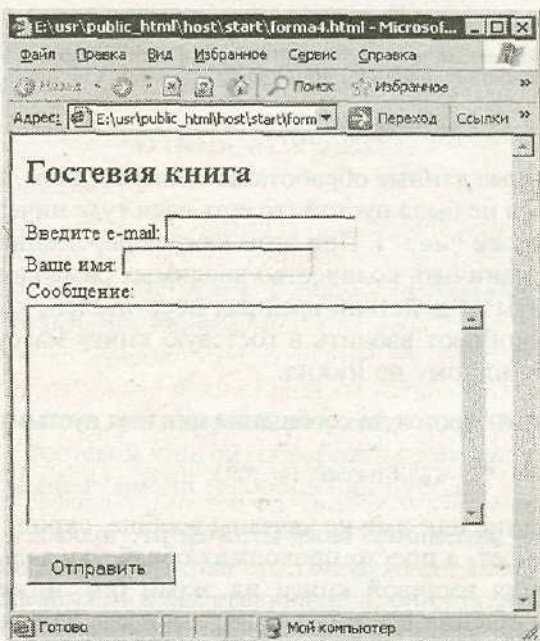 E:\usr\public_html\host\start\forma4.html - Microsof...
Файл Правка Вид Избранное Сервис Справка
Назад Поиск Избранное »
Адрес: E:\usr\public_html\host\start\form Переход Ссылки »
Гостевая книга
Введите e-mail:
Ваше имя:
Сообщение:
Отправить
Готово Мой компьютер